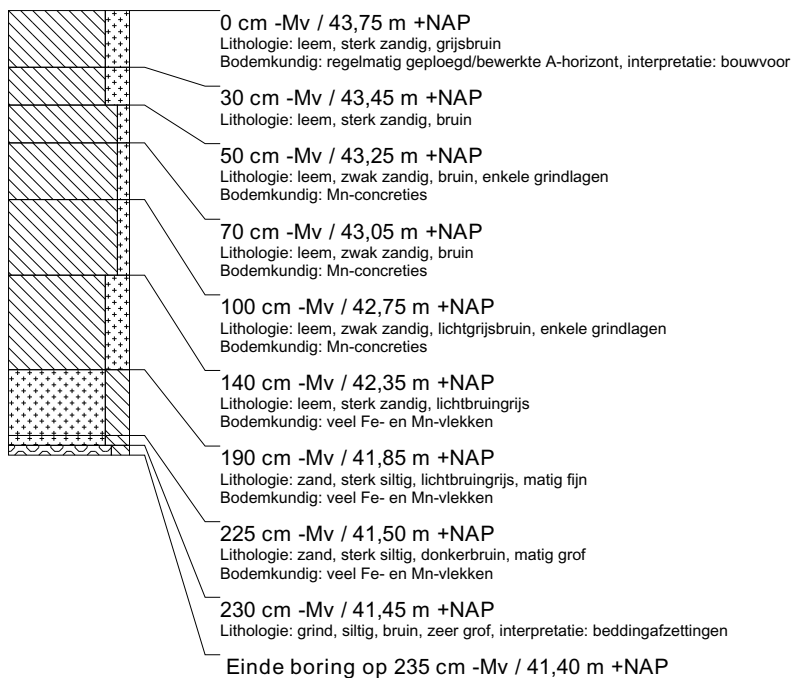 0 cm -Mv / 43,75 m +NAP
Lithologie: leem, sterk zandig, grijsbruin
Bodemkundig: regelmatig geploegd/bewerkte A-horizont, interpretatie: bouwvoor
30 cm -Mv / 43,45 m +NAP
Lithologie: leem, sterk zandig, bruin
50 cm -Mv / 43,25 m +NAP
Lithologie: leem, zwak zandig, bruin, enkele grindlagen
Bodemkundig: Mn-concreties
70 cm -Mv / 43,05 m +NAP
Lithologie: leem, zwak zandig, bruin
Bodemkundig: Mn-concreties
100 cm -Mv / 42,75 m +NAP
Lithologie: leem, zwak zandig, lichtgrijsbruin, enkele grindlagen
Bodemkundig: Mn-concreties
140 cm -Mv / 42,35 m +NAP
Lithologie: leem, sterk zandig, lichtbruingrijs
Bodemkundig: veel Fe- en Mn-vlekken
190 cm -Mv / 41,85 m +NAP
Lithologie: zand, sterk siltig, lichtbruingrijs, matig fijn
Bodemkundig: veel Fe- en Mn-vlekken
225 cm -Mv / 41,50 m +NAP
Lithologie: zand, sterk siltig, donkerbruin, matig grof
Bodemkundig: veel Fe- en Mn-vlekken
230 cm -Mv / 41,45 m +NAP
Lithologie: grind, siltig, bruin, zeer grof, interpretatie: beddingafzettingen
Einde boring op 235 cm -Mv / 41,40 m +NAP